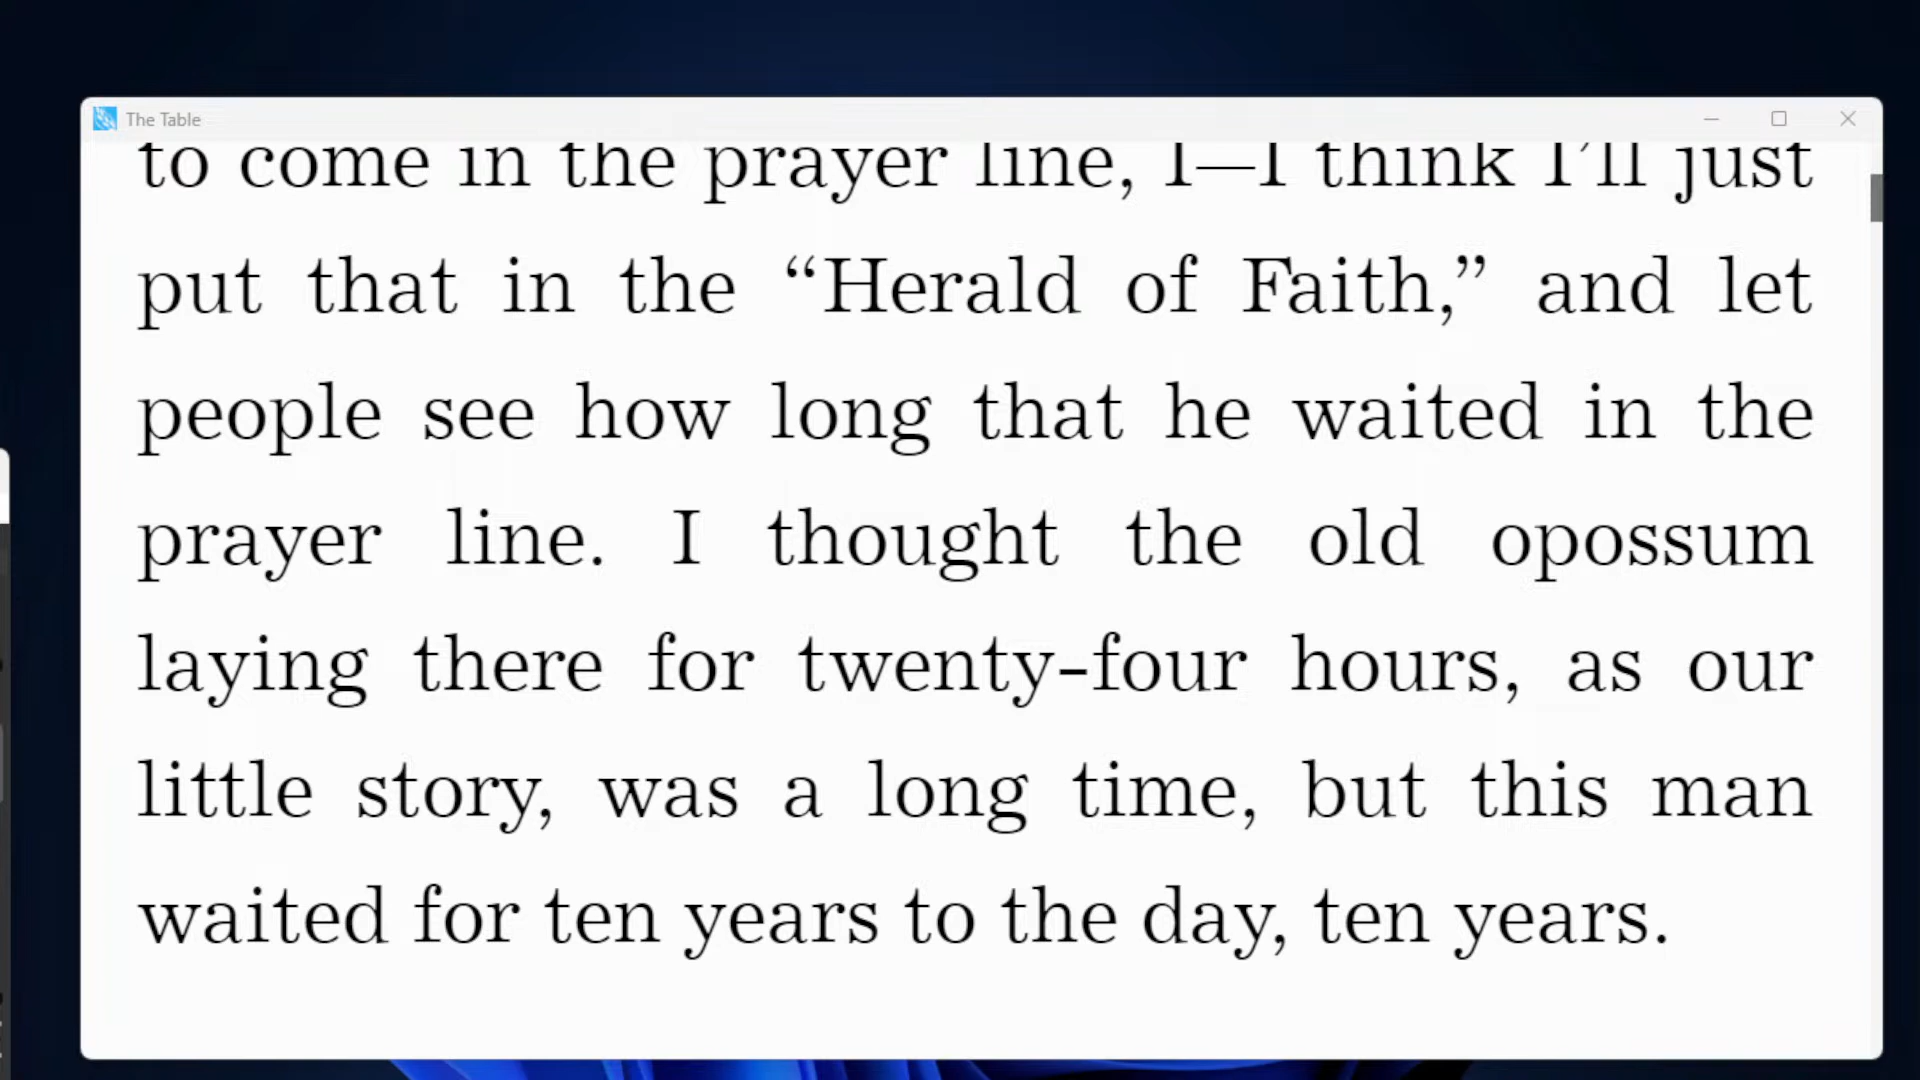 The Table
to come in the prayer line, I—I think I’ll just
put that in the “Herald of Faith,” and let
people see how long that he waited in the
prayer line. I thought the old opossum
laying there for twenty-four hours, as our
little story, was a long time, but this man
waited for ten years to the day, ten years.